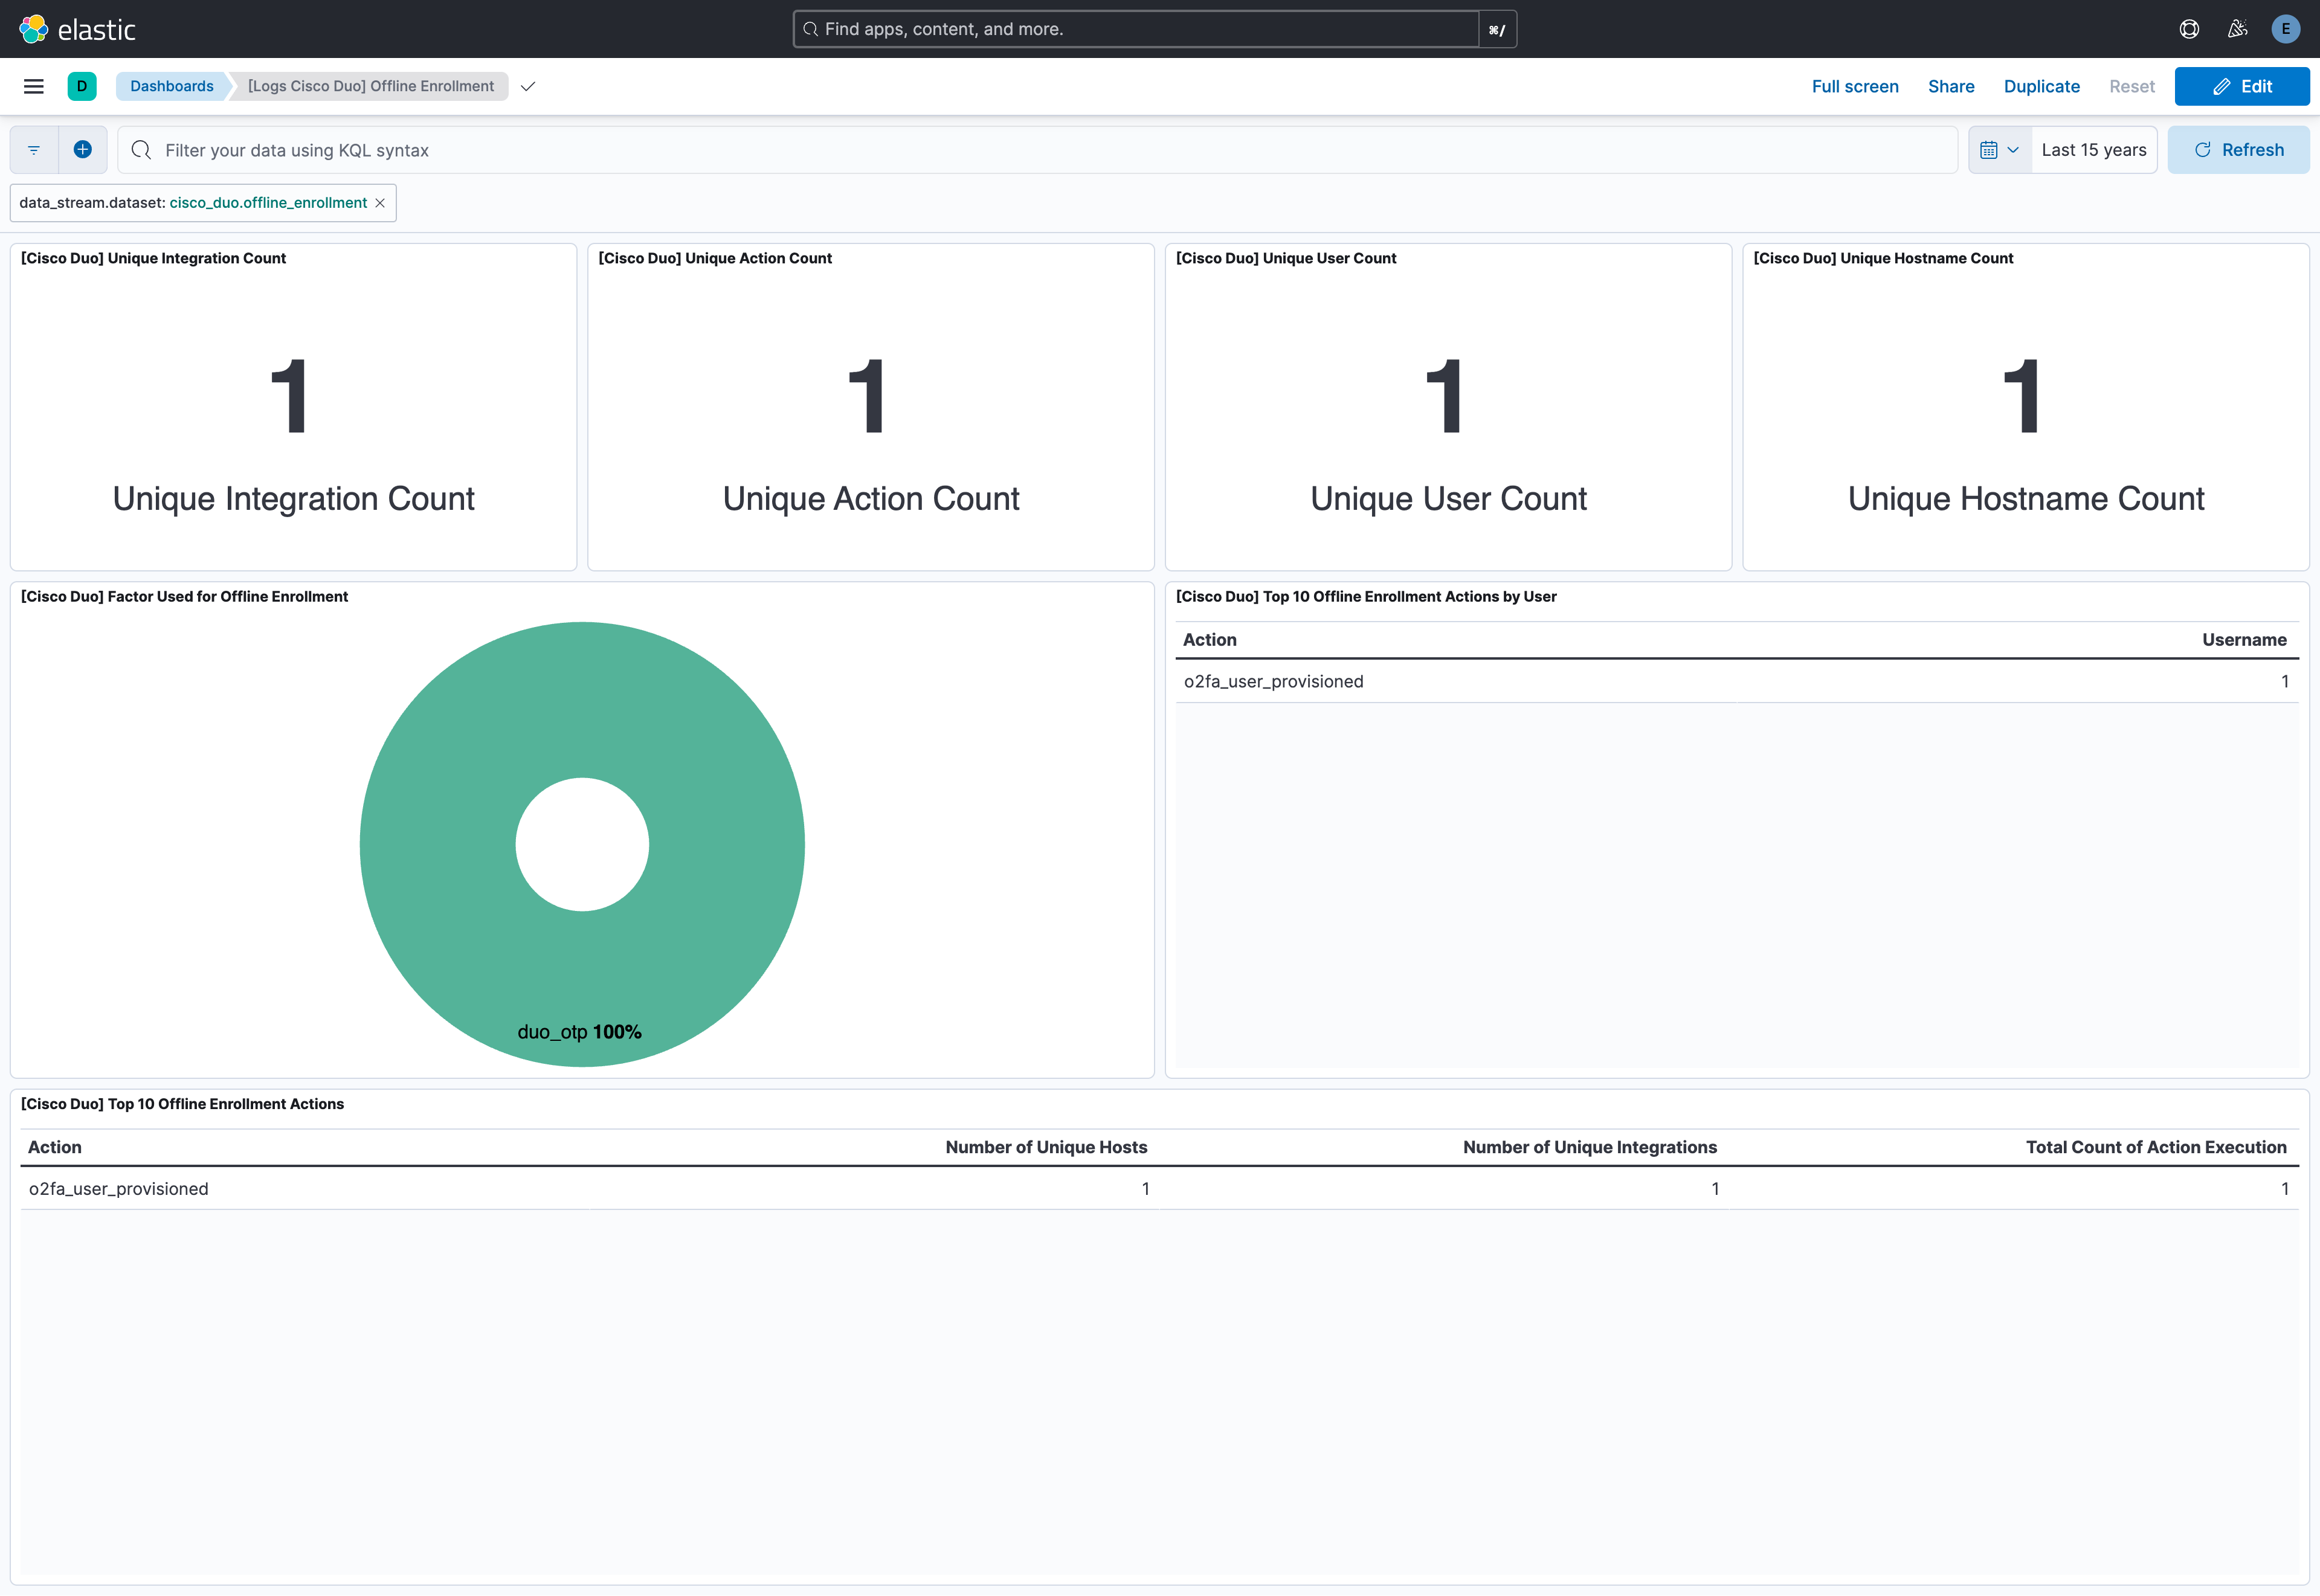 elastic
Find apps, content, and more.
⌘/
E
D
Dashboards
[Logs Cisco Duo] Offline Enrollment
Full screen
Share
Duplicate
Reset
Edit
Filter your data using KQL syntax
Last 15 years
Refresh
data_stream.dataset: cisco_duo.offline_enrollment
[Cisco Duo] Unique Integration Count
1
Unique Integration Count
[Cisco Duo] Unique Action Count
1
Unique Action Count
[Cisco Duo] Unique User Count
1
Unique User Count
[Cisco Duo] Unique Hostname Count
1
Unique Hostname Count
[Cisco Duo] Factor Used for Offline Enrollment
duo_otp 100%
[Cisco Duo] Top 10 Offline Enrollment Actions by User
Action Username
o2fa_user_provisioned 1
[Cisco Duo] Top 10 Offline Enrollment Actions
Action Number of Unique Hosts Number of Unique Integrations Total Count of Action Execution
o2fa_user_provisioned 1 1 1